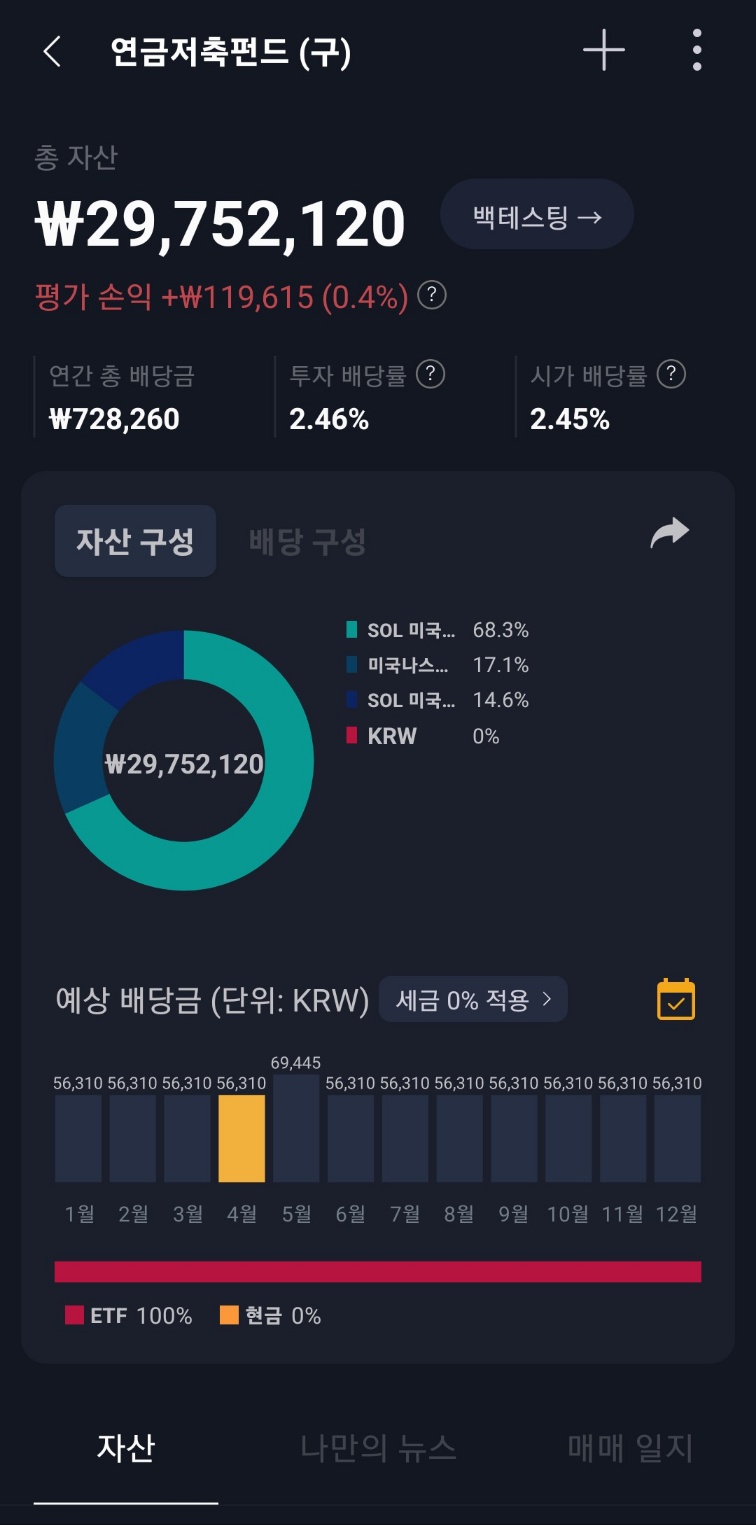 연금저축펀드 (구)
총 자산
₩29,752,120
백테스팅 →
평가 손익 +₩119,615 (0.4%) ?
연간 총 배당금 투자 배당률 ? 시가 배당률 ?
₩728,260 2.46% 2.45%
자산 구성 배당 구성
SOL 미국... 68.3%
미국나스... 17.1%
SOL 미국... 14.6%
KRW 0%
₩29,752,120
예상 배당금 (단위: KRW) 세금 0% 적용 >
69,445
56,310 56,310 56,310 56,310 56,310 56,310 56,310 56,310 56,310 56,310 56,310
1월 2월 3월 4월 5월 6월 7월 8월 9월 10월 11월 12월
ETF 100% 현금 0%
자산 나만의 뉴스 매매 일지